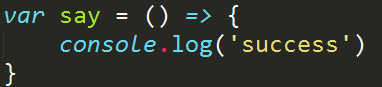 var say = () => {
    console.log('success')
}